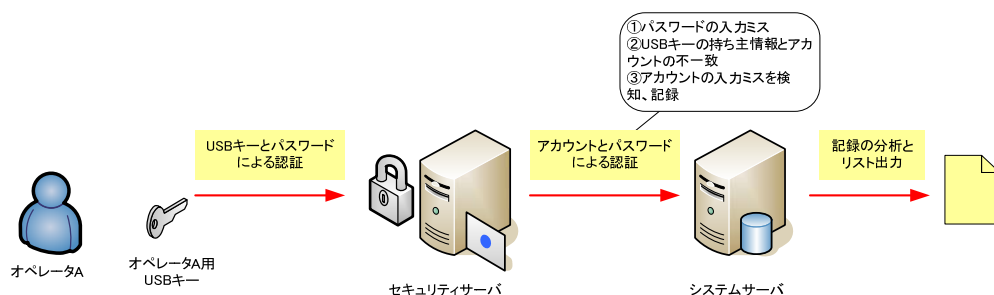 ①パスワードの入力ミス
②USBキーの持ち主情報とアカ
ウントの不一致
③アカウントの入力ミスを検
知、記録
USBキーとパスワード
による認証
アカウントとパスワード
による認証
記録の分析と
リスト出力
オペレータA
オペレータA用
USBキー
セキュリティサーバ
システムサーバ